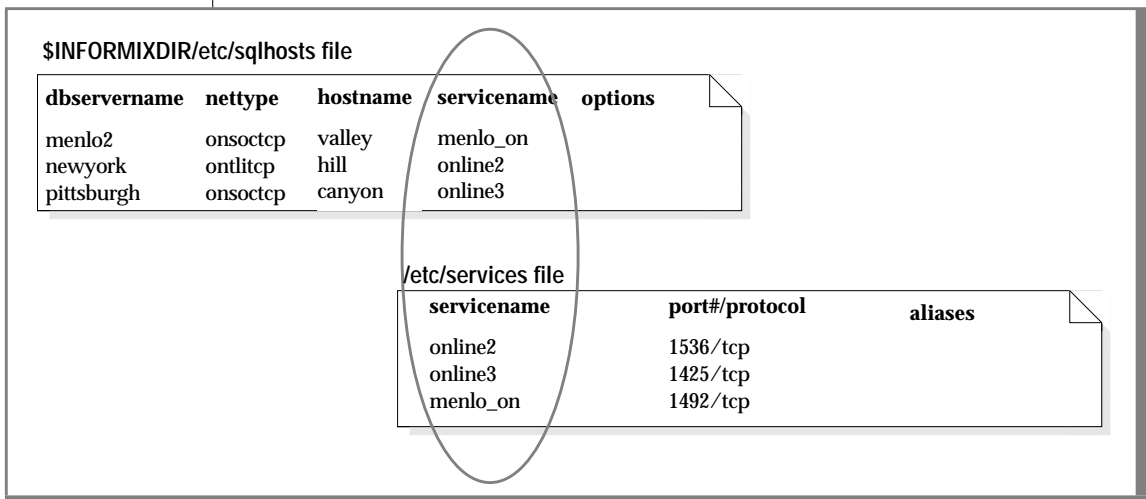 $INFORMIXDIR/etc/sqlhosts file
dbservername nettype hostname servicename options
menlo2 onsoctcp valley menlo_on
newyork ontlitcp hill online2
pittsburgh onsoctcp canyon online3
/etc/services file
servicename port#/protocol aliases
online2 1536/tcp
online3 1425/tcp
menlo_on 1492/tcp